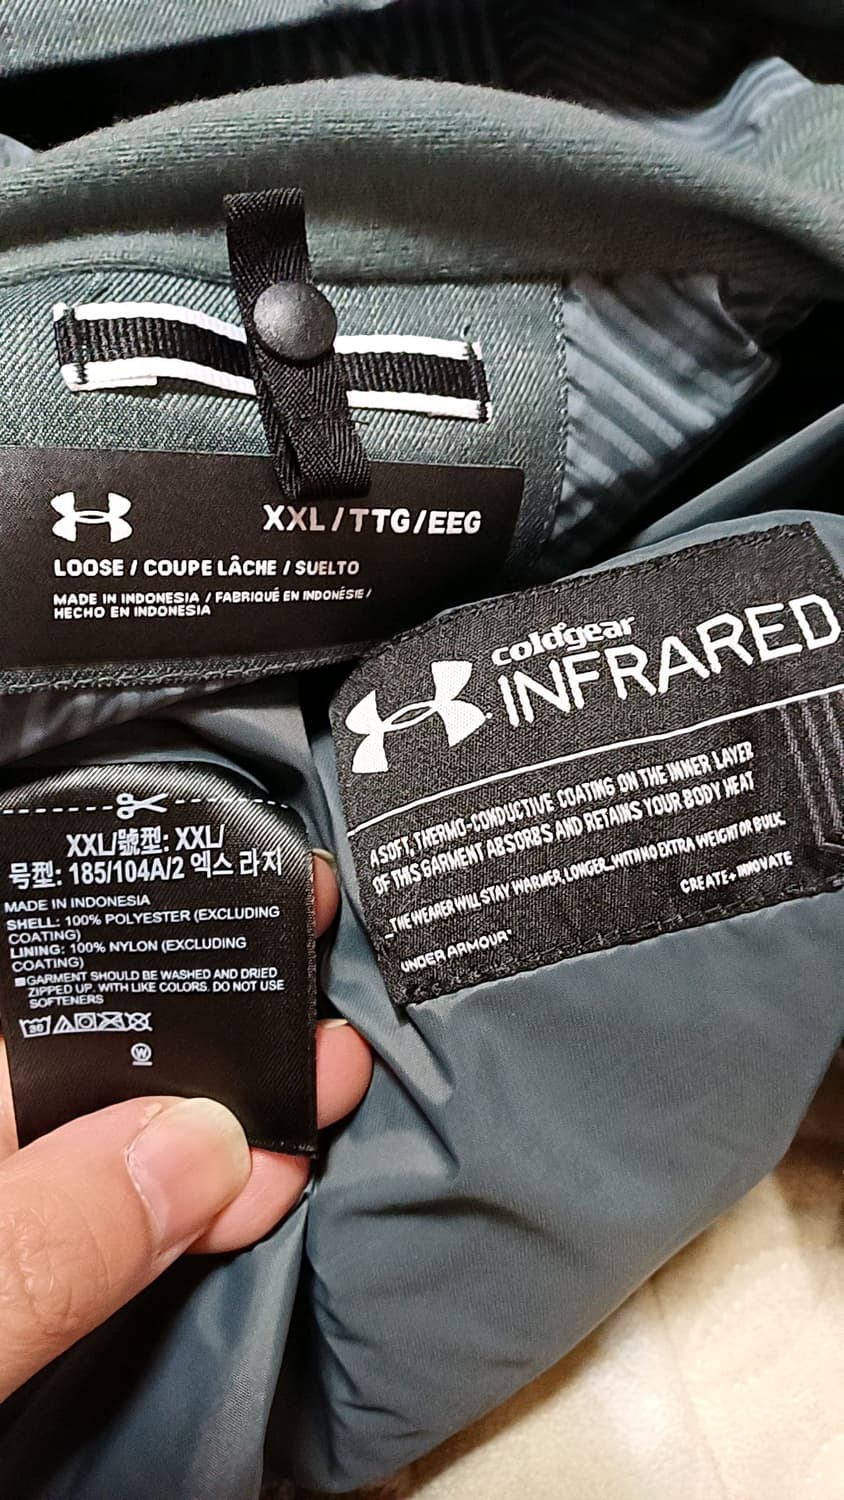 XXL/TTG/EEG
LOOSE / COUPE LÂCHE / SUELTO
MADE IN INDONESIA / FABRIQUÉ EN INDONÉSIE /
HECHO EN INDONESIA
coldgear
INFRARED
A SOFT, THERMO-CONDUCTIVE COATING ON THE INNER LAYER
OF THIS GARMENT ABSORBS AND RETAINS YOUR BODY HEAT
...THE WEARER WILL STAY WARMER, LONGER...WITH NO EXTRA WEIGHT OR BULK.
CREATE + INNOVATE
UNDER ARMOUR
XXL/號型: XXL/
号型: 185/104A/2 엑스 라지
MADE IN INDONESIA
SHELL: 100% POLYESTER (EXCLUDING
COATING)
LINING: 100% NYLON (EXCLUDING
COATING)
GARMENT SHOULD BE WASHED AND DRIED
ZIPPED UP. WITH LIKE COLORS. DO NOT USE
SOFTENERS
30
W